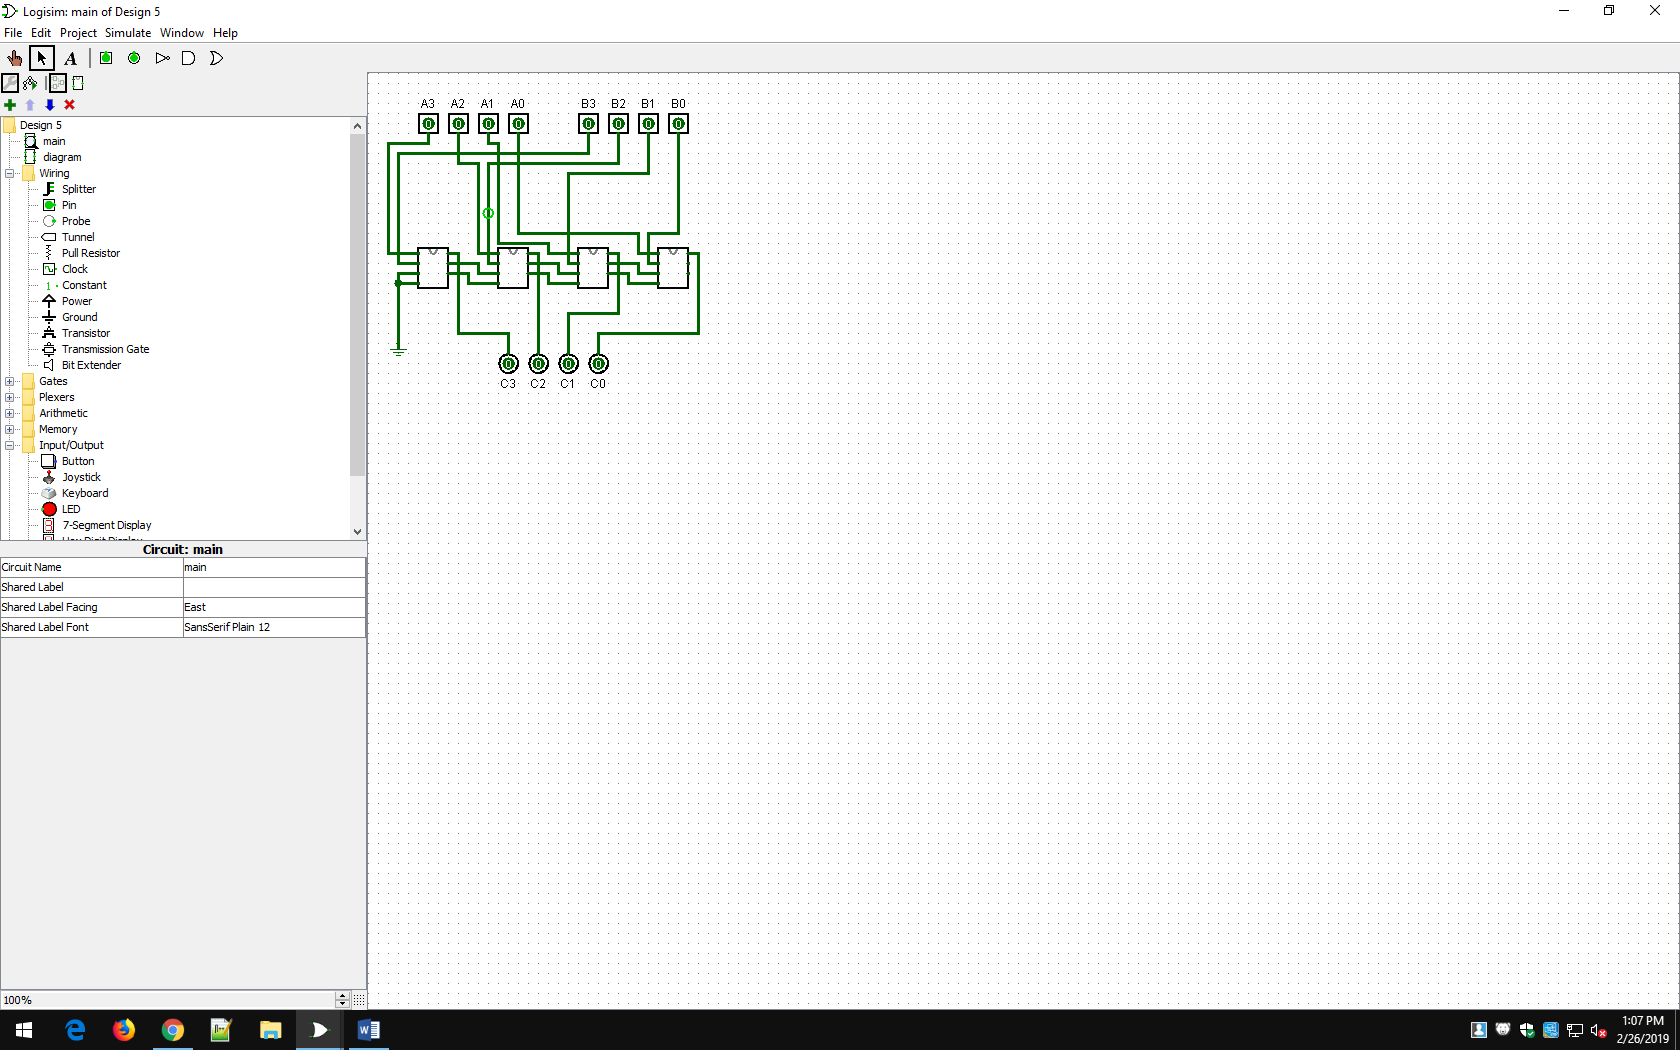 Logisim: main of Design 5
File Edit Project Simulate Window Help
A
Design 5
main
diagram
Wiring
Splitter
Pin
Probe
Tunnel
Pull Resistor
Clock
1 Constant
Power
Ground
Transistor
Transmission Gate
Bit Extender
Gates
Plexers
Arithmetic
Memory
Input/Output
Button
Joystick
Keyboard
LED
7-Segment Display
Hex Digit Display
Circuit: main
Circuit Name main
Shared Label
Shared Label Facing East
Shared Label Font SansSerif Plain 12
100%
A3 A2 A1 A0 B3 B2 B1 B0
0 0 0 0 0 0 0 0
0 0 0 0
C3 C2 C1 C0
1:07 PM
2/26/2019